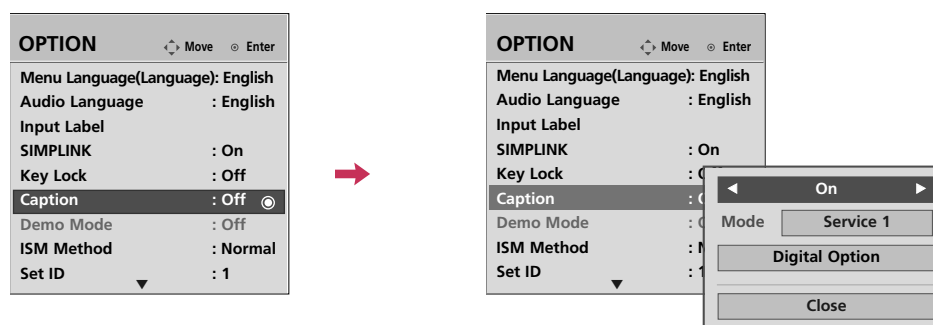 OPTION Move Enter
Menu Language(Language): English
Audio Language : English
Input Label
SIMPLINK : On
Key Lock : Off
Caption : Off
Demo Mode : Off
ISM Method : Normal
Set ID : 1
OPTION Move Enter
Menu Language(Language): English
Audio Language : English
Input Label
SIMPLINK : On
Key Lock :
Caption :
Demo Mode :
ISM Method :
Set ID : 1
On
Mode Service 1
Digital Option
Close